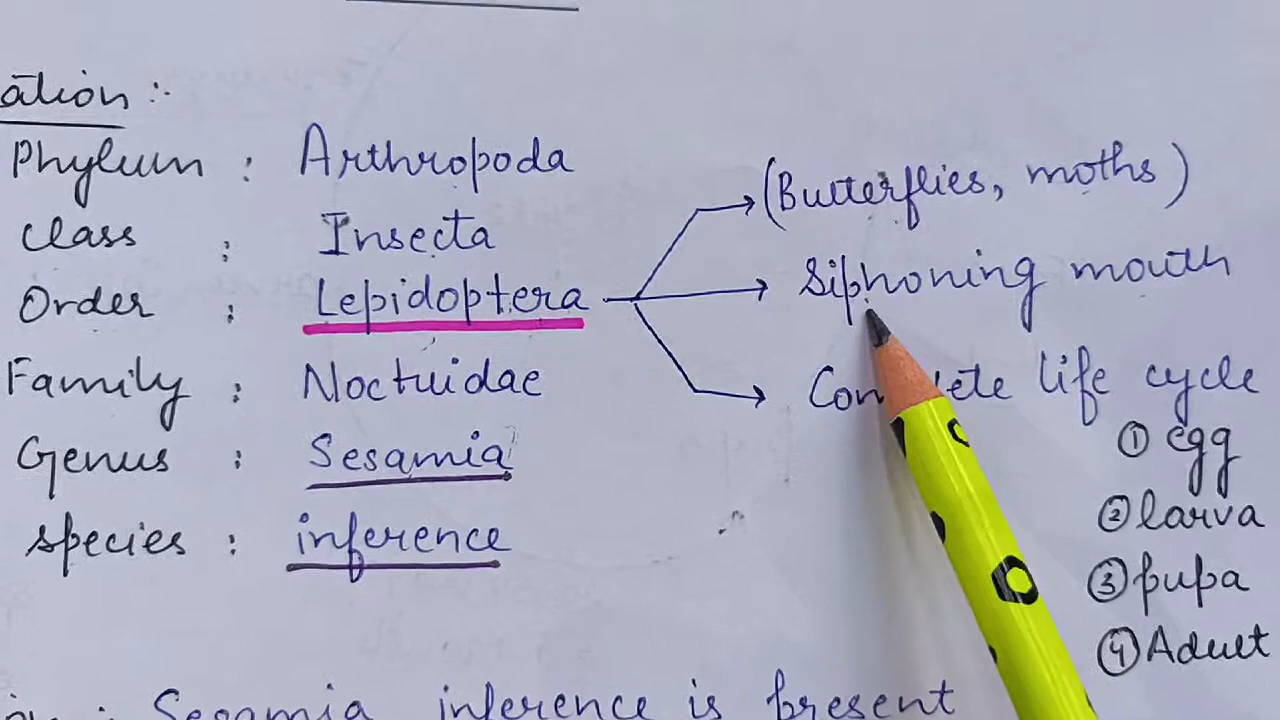 ation :-
Phylum : Arthropoda
(Butterflies, moths)
Class : Insecta
Siphoning mouth
Order : Lepidoptera
Family : Noctuidae
Complete life cycle
Genus : Sesamia
① egg
② larva
species : inference
③ pupa
④ Adult
: Sesamia inference is present